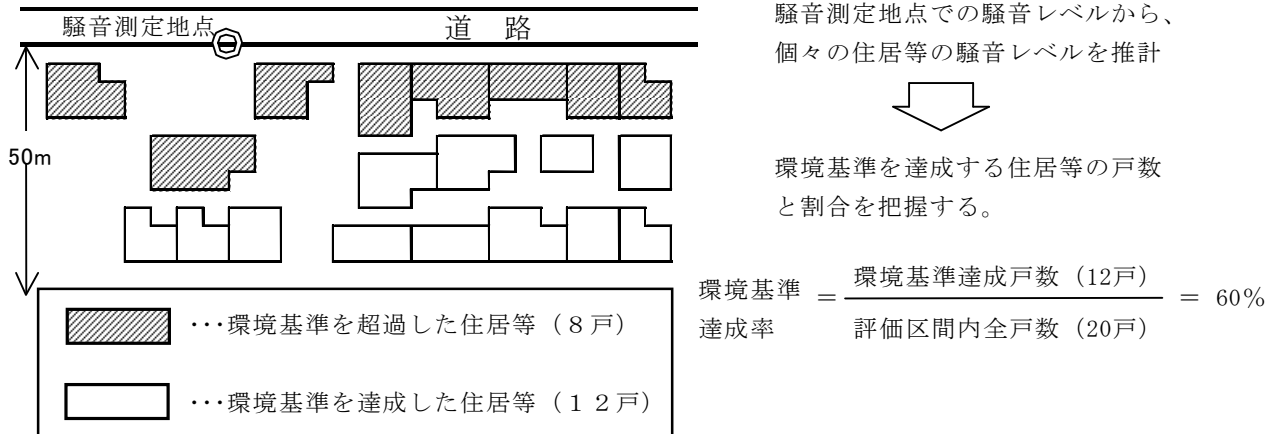 騒音測定地点
道 路
50m
・・・環境基準を超過した住居等（８戸）
・・・環境基準を達成した住居等（１２戸）
騒音測定地点での騒音レベルから、
個々の住居等の騒音レベルを推計
環境基準を達成する住居等の戸数
と割合を把握する。
環境基準
達成率
=
環境基準達成戸数（12戸）
評価区間内全戸数（20戸）
= 60%